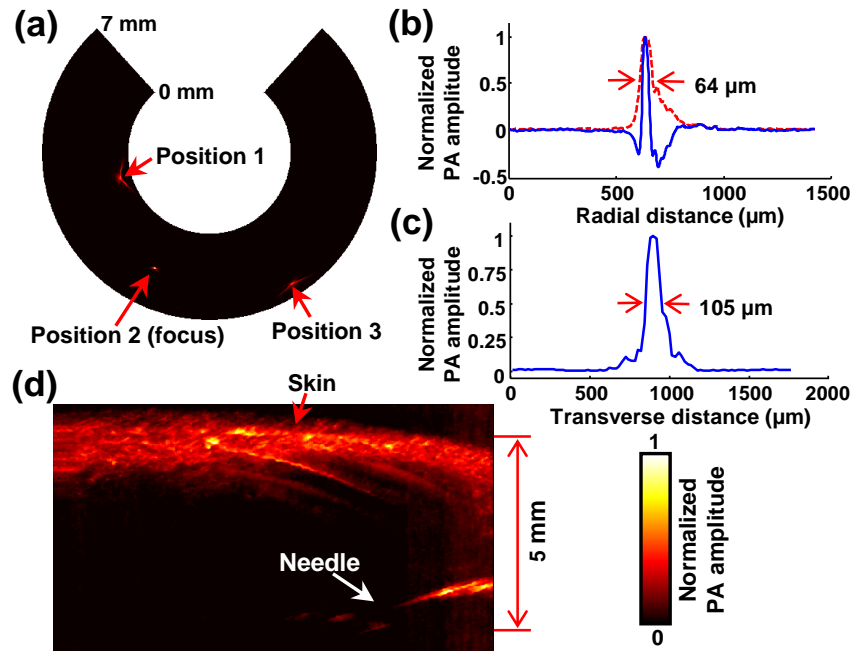 (a)
7 mm
0 mm
Position 1
Position 2 (focus)
Position 3
(b)
Normalized
PA amplitude
1
0.5
0
-0.5
64 µm
0
500
1000
1500
Radial distance (µm)
(c)
Normalized
PA amplitude
1
0.75
0.5
0.25
0
105 µm
0
500
1000
1500
2000
Transverse distance (µm)
(d)
Skin
Needle
5 mm
1
0
Normalized
PA amplitude